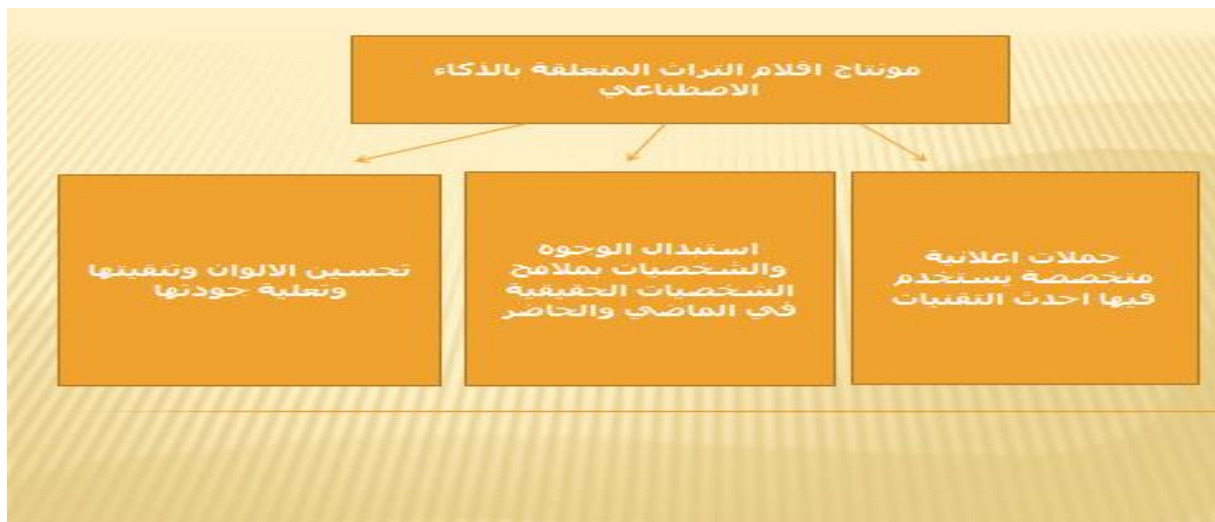 مونتاج افلام التراث المتعلقة بالذكاء
الاصطناعي
حملات اعلانية
متخصصة يستخدم
فيها احدث التقنيات
استبدال الوجوه
والشخصيات بملامح
الشخصيات الحقيقية
في الماضي والحاضر
تحسين الالوان وتنقيتها
وتعلية جودتها